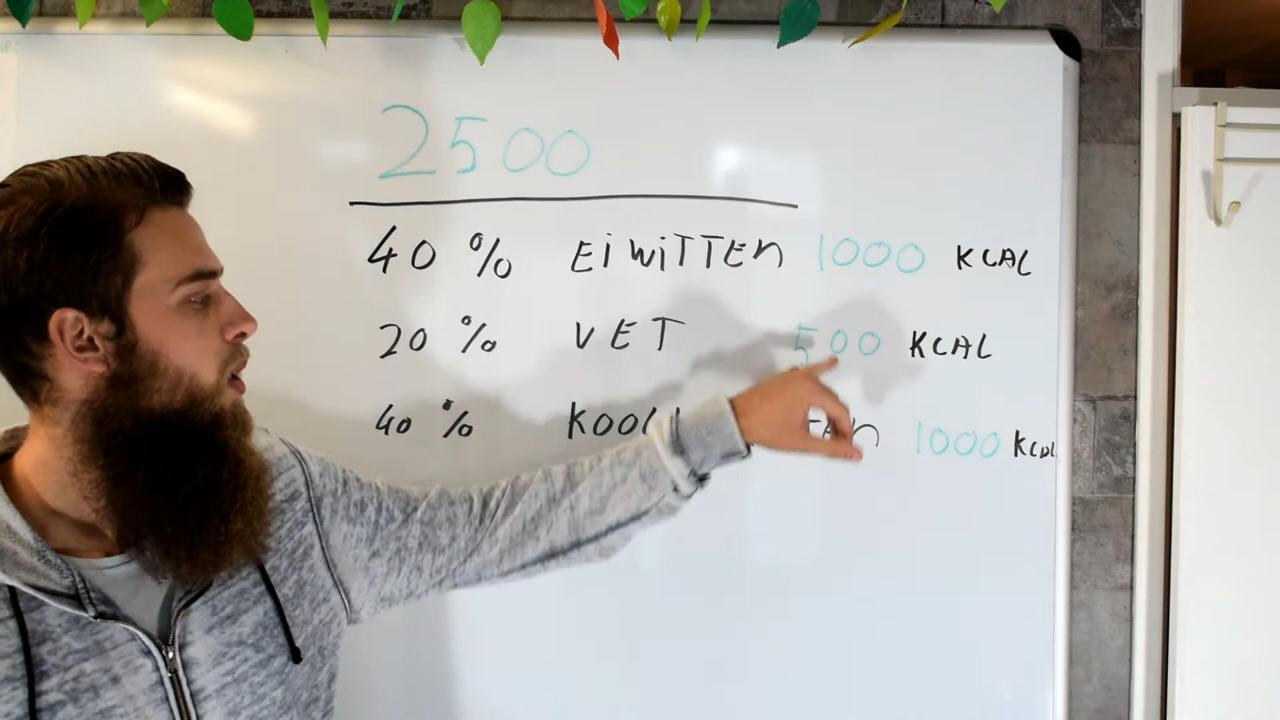 2500
40 % EiWiTTEn 1000 KCAL
20 % VET 500 KCAL
40 % 1000 KCAL